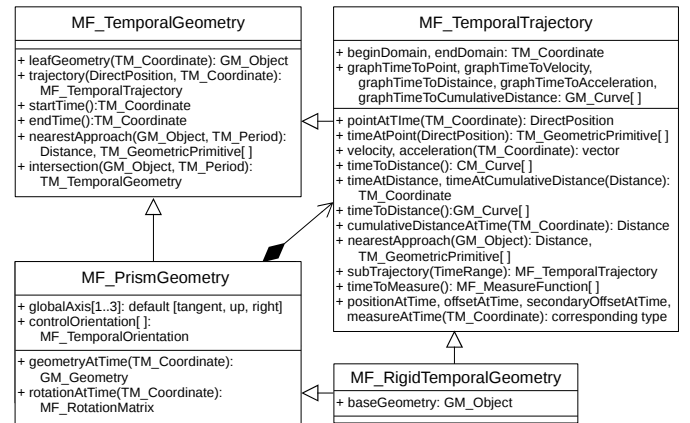 MF_TemporalGeometry
+ leafGeometry(TM_Coordinate): GM_Object
+ trajectory(DirectPosition, TM_Coordinate):
MF_TemporalTrajectory
+ startTime():TM_Coordinate
+ endTime():TM_Coordinate
+ nearestApproach(GM_Object, TM_Period):
Distance, TM_GeometricPrimitive[ ]
+ intersection(GM_Object, TM_Period):
TM_TemporalGeometry
MF_TemporalTrajectory
+ beginDomain, endDomain: TM_Coordinate
+ graphTimeToPoint, graphTimeToVelocity,
graphTimeToDistaince, graphTimeToAcceleration,
graphTimeToCumulativeDistance: GM_Curve[ ]
+ pointAtTIme(TM_Coordinate): DirectPosition
+ timeAtPoint(DirectPosition): TM_GeometricPrimitive[ ]
+ velocity, acceleration(TM_Coordinate): vector
+ timeToDistance(): CM_Curve[ ]
+ timeAtDistance, timeAtCumulativeDistance(Distance):
TM_Coordinate
+ timeToDistance():GM_Curve[ ]
+ cumulativeDistanceAtTime(TM_Coordinate): Distance
+ nearestApproach(GM_Object): Distance,
TM_GeometricPrimitive[ ]
+ subTrajectory(TimeRange): MF_TemporalTrajectory
+ timeToMeasure(): MF_MeasureFunction[ ]
+ positionAtTime, offsetAtTime, secondaryOffsetAtTime,
measureAtTime(TM_Coordinate): corresponding type
MF_PrismGeometry
+ globalAxis[1..3]: default [tangent, up, right]
+ controlOrientation[ ]:
MF_TemporalOrientation
+ geometryAtTime(TM_Coordinate):
GM_Geometry
+ rotationAtTime(TM_Coordinate):
MF_RotationMatrix
MF_RigidTemporalGeometry
+ baseGeometry: GM_Object